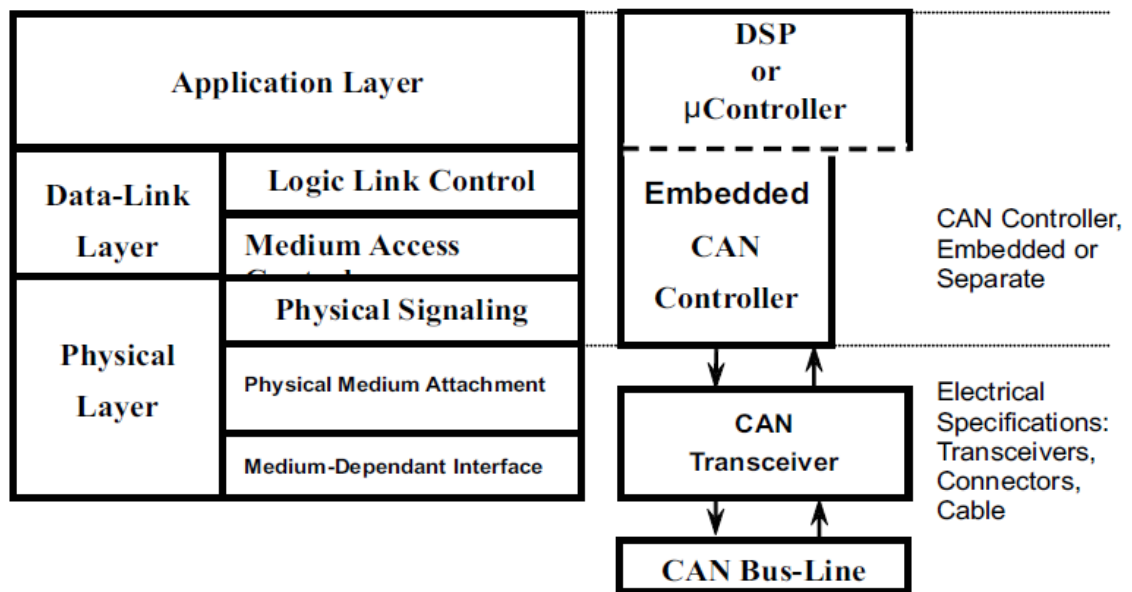 Application Layer
Data-Link
Layer
Logic Link Control
Medium Access
Physical
Layer
Physical Signaling
Physical Medium Attachment
Medium-Dependant Interface
DSP
or
µController
Embedded
CAN
Controller
CAN Controller,
Embedded or
Separate
CAN
Transceiver
Electrical
Specifications:
Transceivers,
Connectors,
Cable
CAN Bus-Line